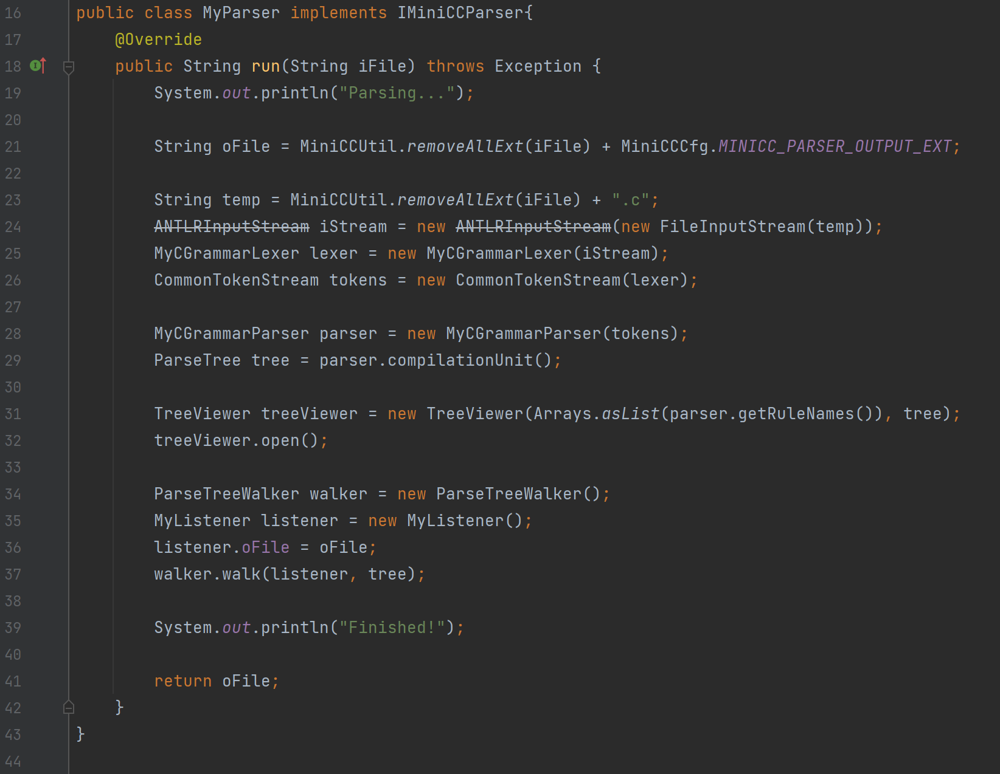 16 public class MyParser implements IMiniCCParser{
17     @Override
18     public String run(String iFile) throws Exception {
19         System.out.println("Parsing...");
20
21         String oFile = MiniCCUtil.removeAllExt(iFile) + MiniCCCfg.MINICC_PARSER_OUTPUT_EXT;
22
23         String temp = MiniCCUtil.removeAllExt(iFile) + ".c";
24         ANTLRInputStream iStream = new ANTLRInputStream(new FileInputStream(temp));
25         MyCGrammarLexer lexer = new MyCGrammarLexer(iStream);
26         CommonTokenStream tokens = new CommonTokenStream(lexer);
27
28         MyCGrammarParser parser = new MyCGrammarParser(tokens);
29         ParseTree tree = parser.compilationUnit();
30
31         TreeViewer treeViewer = new TreeViewer(Arrays.asList(parser.getRuleNames()), tree);
32         treeViewer.open();
33
34         ParseTreeWalker walker = new ParseTreeWalker();
35         MyListener listener = new MyListener();
36         listener.oFile = oFile;
37         walker.walk(listener, tree);
38
39         System.out.println("Finished!");
40
41         return oFile;
42     }
43 }
44